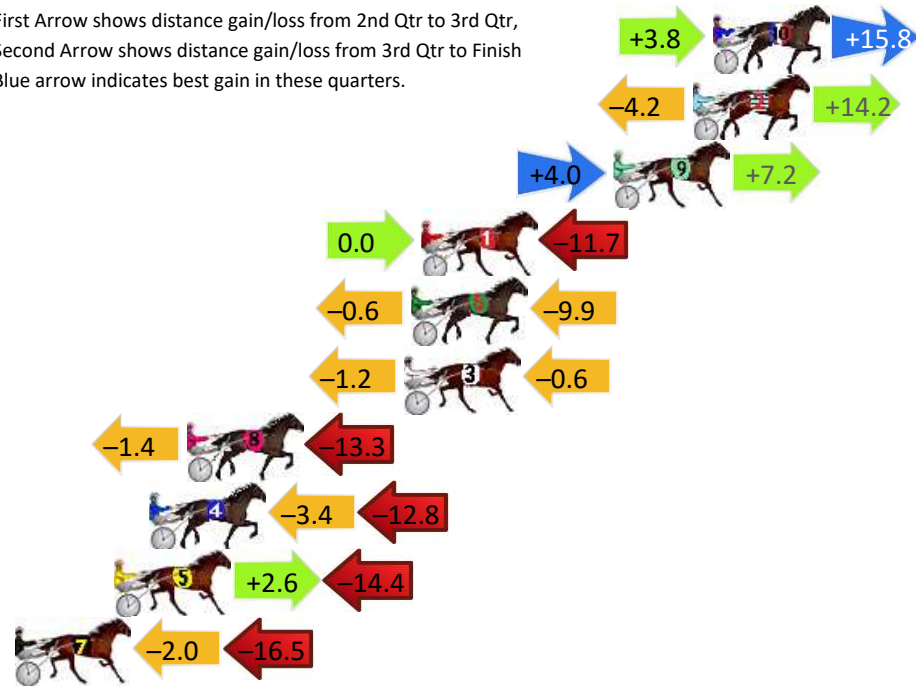 First Arrow shows distance gain/loss from 2nd Qtr to 3rd Qtr,
Second Arrow shows distance gain/loss from 3rd Qtr to Finish
Blue arrow indicates best gain in these quarters.
+3.8 10 +15.8
−4.2 2 +14.2
+4.0 9 +7.2
0.0 1 −11.7
−0.6 −9.9
−1.2 3 −0.6
−1.4 8 −13.3
4 −3.4 −12.8
5 +2.6 −14.4
7 −2.0 −16.5